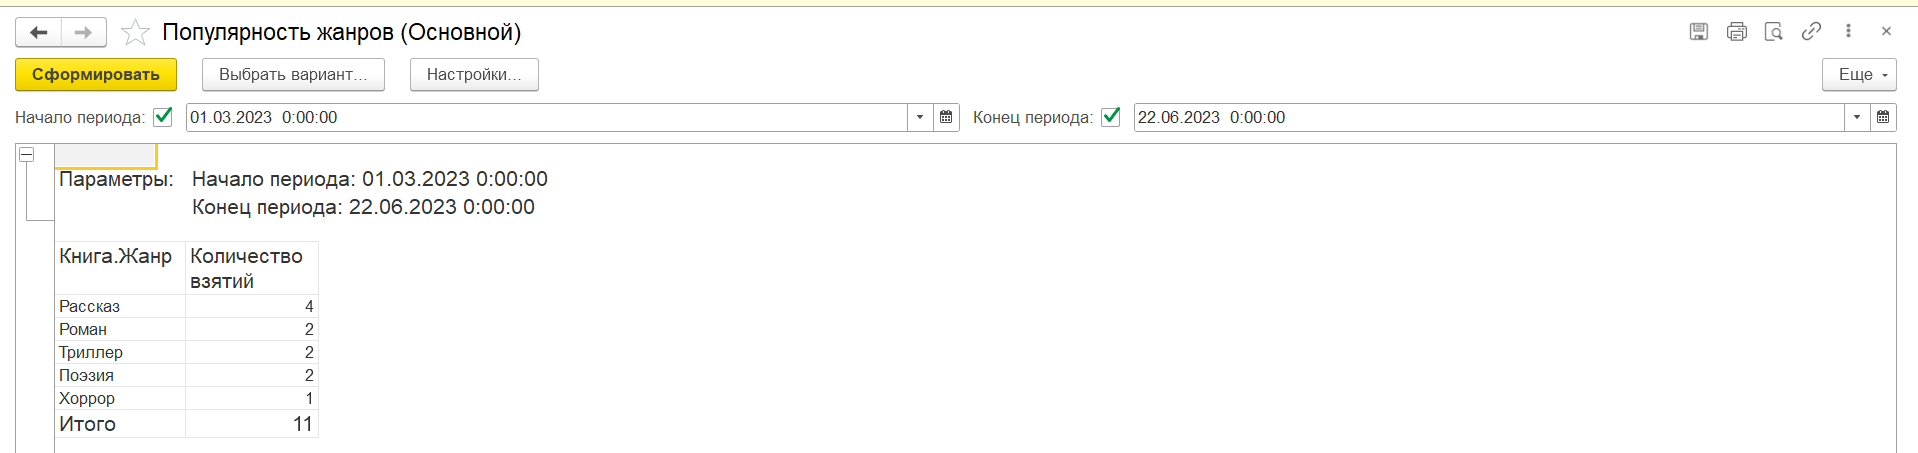 Популярность жанров (Основной)
Сформировать Выбрать вариант... Настройки... Еще
Начало периода: 01.03.2023 0:00:00 Конец периода: 22.06.2023 0:00:00
Параметры: Начало периода: 01.03.2023 0:00:00
Конец периода: 22.06.2023 0:00:00
Книга.Жанр Количество
взятий
Рассказ 4
Роман 2
Триллер 2
Поэзия 2
Хоррор 1
Итого 11